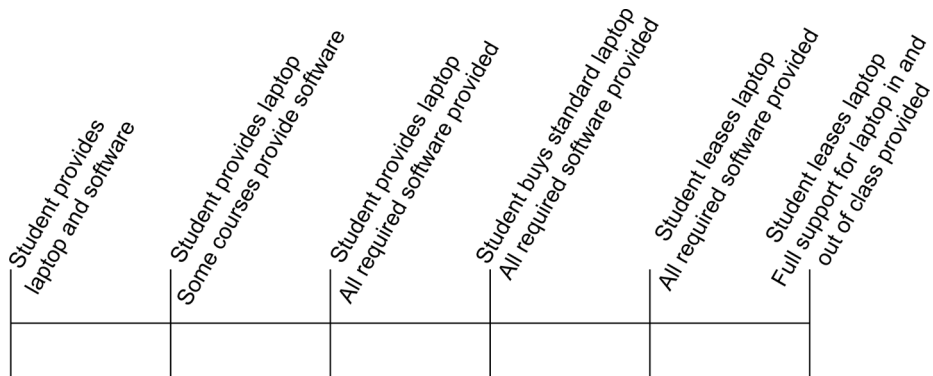 Student provides
laptop and software
Student provides laptop
Some courses provide software
Student provides laptop
All required software provided
Student buys standard laptop
All required software provided
Student leases laptop
All required software provided
Student leases laptop
Full support for laptop in and
out of class provided